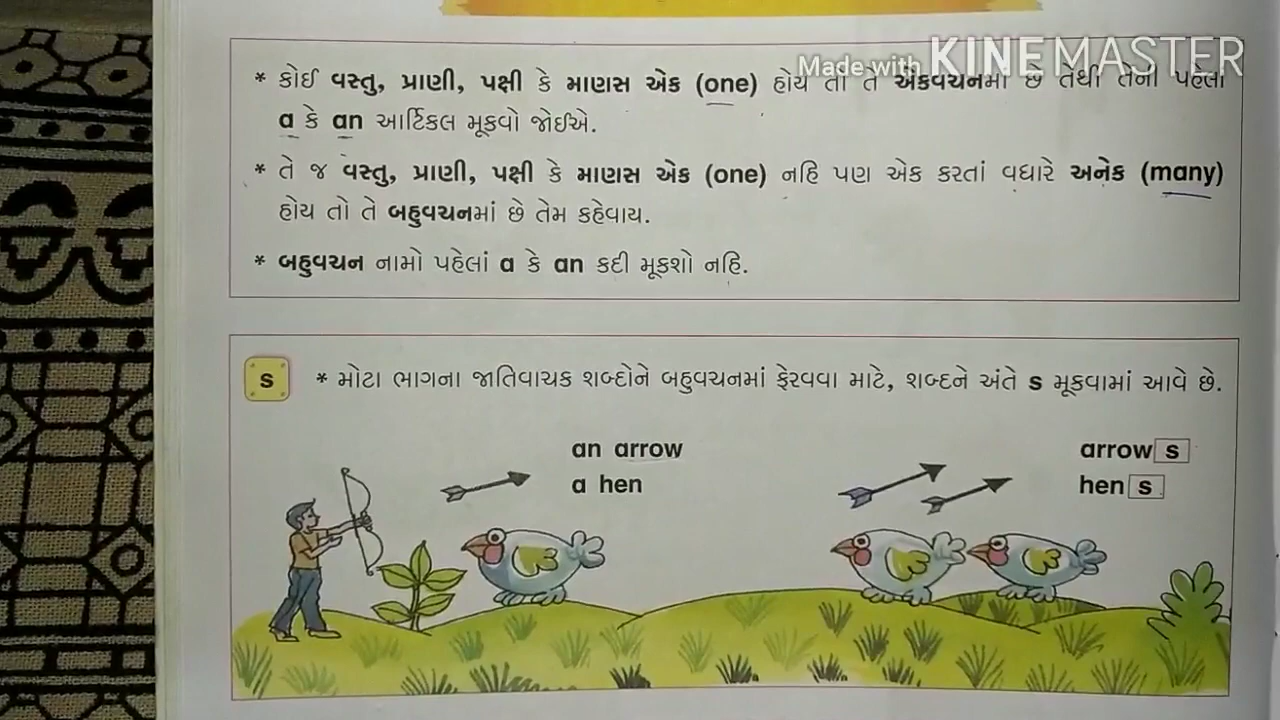 Made with KINEMASTER
* કોઈ વસ્તુ, પ્રાણી, પક્ષી કે માણસ એક (one) હોય તો તે એકવચનમાં છે તેથી તેની પહેલાં
a કે an આર્ટિકલ મૂકવો જોઈએ.
* તે જ વસ્તુ, પ્રાણી, પક્ષી કે માણસ એક (one) નહિ પણ એક કરતાં વધારે અનેક (many)
હોય તો તે બહુવચનમાં છે તેમ કહેવાય.
* બહુવચન નામો પહેલાં a કે an કદી મૂકશો નહિ.
s * મોટા ભાગના જાતિવાચક શબ્દોને બહુવચનમાં ફેરવવા માટે, શબ્દને અંતે s મૂકવામાં આવે છે.
an arrow
a hen
arrow s
hen s